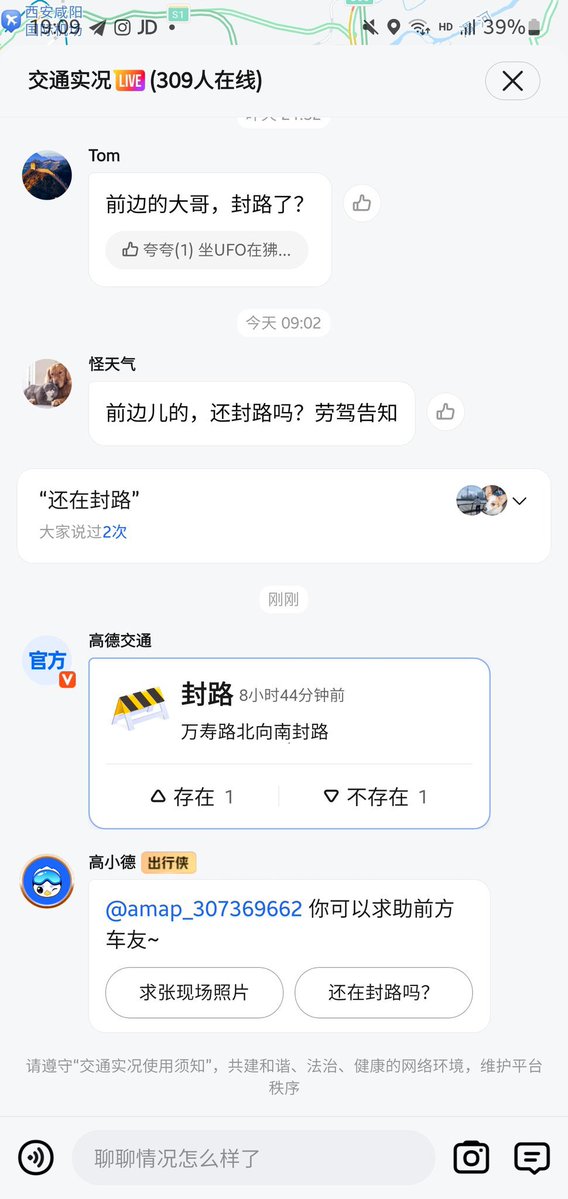 西安咸阳
国际机场
19:09 JD S1 HD 39%
交通实况 LIVE (309人在线)
昨天 21:52
Tom
前边的大哥，封路了？
夸夸(1) 坐UFO在狒...
今天 09:02
怪天气
前边儿的，还封路吗？劳驾告知
“还在封路”
大家说过2次
刚刚
官方
V
高德交通
封路 8小时44分钟前
万寿路北向南封路
存在 1 不存在 1
高小德 出行侠
@amap_307369662 你可以求助前方
车友~
求张现场照片 还在封路吗？
请遵守“交通实况使用须知”，共建和谐、法治、健康的网络环境，维护平台
秩序
聊聊情况怎么样了